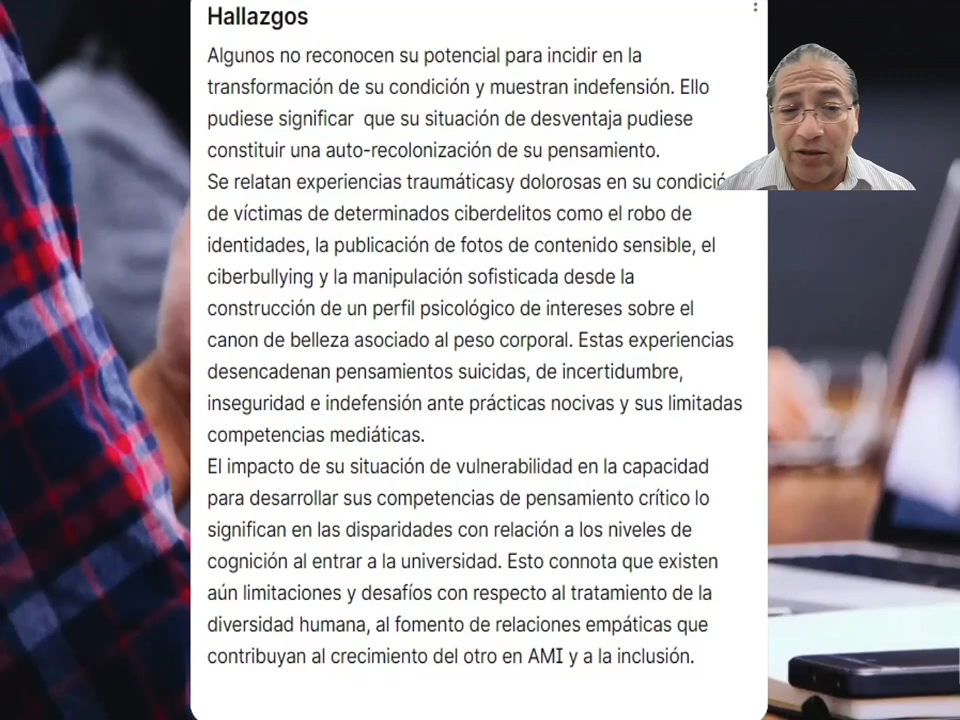 Hallazgos
Algunos no reconocen su potencial para incidir en la
transformación de su condición y muestran indefensión. Ello
pudiese significar  que su situación de desventaja pudiese
constituir una auto-recolonización de su pensamiento.
Se relatan experiencias traumáticasy dolorosas en su condición
de víctimas de determinados ciberdelitos como el robo de
identidades, la publicación de fotos de contenido sensible, el
ciberbullying y la manipulación sofisticada desde la
construcción de un perfil psicológico de intereses sobre el
canon de belleza asociado al peso corporal. Estas experiencias
desencadenan pensamientos suicidas, de incertidumbre,
inseguridad e indefensión ante prácticas nocivas y sus limitadas
competencias mediáticas.
El impacto de su situación de vulnerabilidad en la capacidad
para desarrollar sus competencias de pensamiento crítico lo
significan en las disparidades con relación a los niveles de
cognición al entrar a la universidad. Esto connota que existen
aún limitaciones y desafíos con respecto al tratamiento de la
diversidad humana, al fomento de relaciones empáticas que
contribuyan al crecimiento del otro en AMI y a la inclusión.